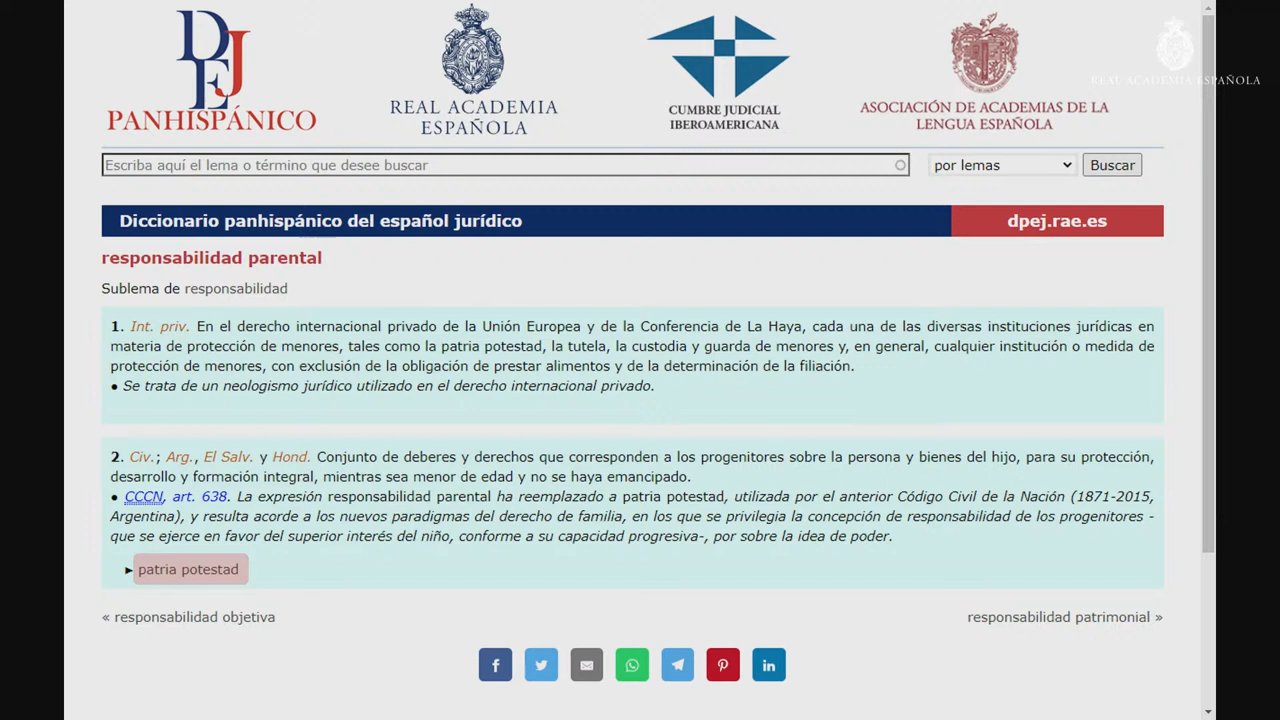 DEJ
PANHISPÁNICO
REAL ACADEMIA
ESPAÑOLA
CUMBRE JUDICIAL
IBEROAMERICANA
ASOCIACIÓN DE ACADEMIAS DE LA
LENGUA ESPAÑOLA
REAL ACADEMIA ESPAÑOLA
Escriba aquí el lema o término que desee buscar
por lemas
Buscar
Diccionario panhispánico del español jurídico
dpej.rae.es
responsabilidad parental
Sublema de responsabilidad
1. Int. priv. En el derecho internacional privado de la Unión Europea y de la Conferencia de La Haya, cada una de las diversas instituciones jurídicas en
materia de protección de menores, tales como la patria potestad, la tutela, la custodia y guarda de menores y, en general, cualquier institución o medida de
protección de menores, con exclusión de la obligación de prestar alimentos y de la determinación de la filiación.
● Se trata de un neologismo jurídico utilizado en el derecho internacional privado.
2. Civ.; Arg., El Salv. y Hond. Conjunto de deberes y derechos que corresponden a los progenitores sobre la persona y bienes del hijo, para su protección,
desarrollo y formación integral, mientras sea menor de edad y no se haya emancipado.
● CCCN, art. 638. La expresión responsabilidad parental ha reemplazado a patria potestad, utilizada por el anterior Código Civil de la Nación (1871-2015,
Argentina), y resulta acorde a los nuevos paradigmas del derecho de familia, en los que se privilegia la concepción de responsabilidad de los progenitores -
que se ejerce en favor del superior interés del niño, conforme a su capacidad progresiva-, por sobre la idea de poder.
► patria potestad
« responsabilidad objetiva
responsabilidad patrimonial »